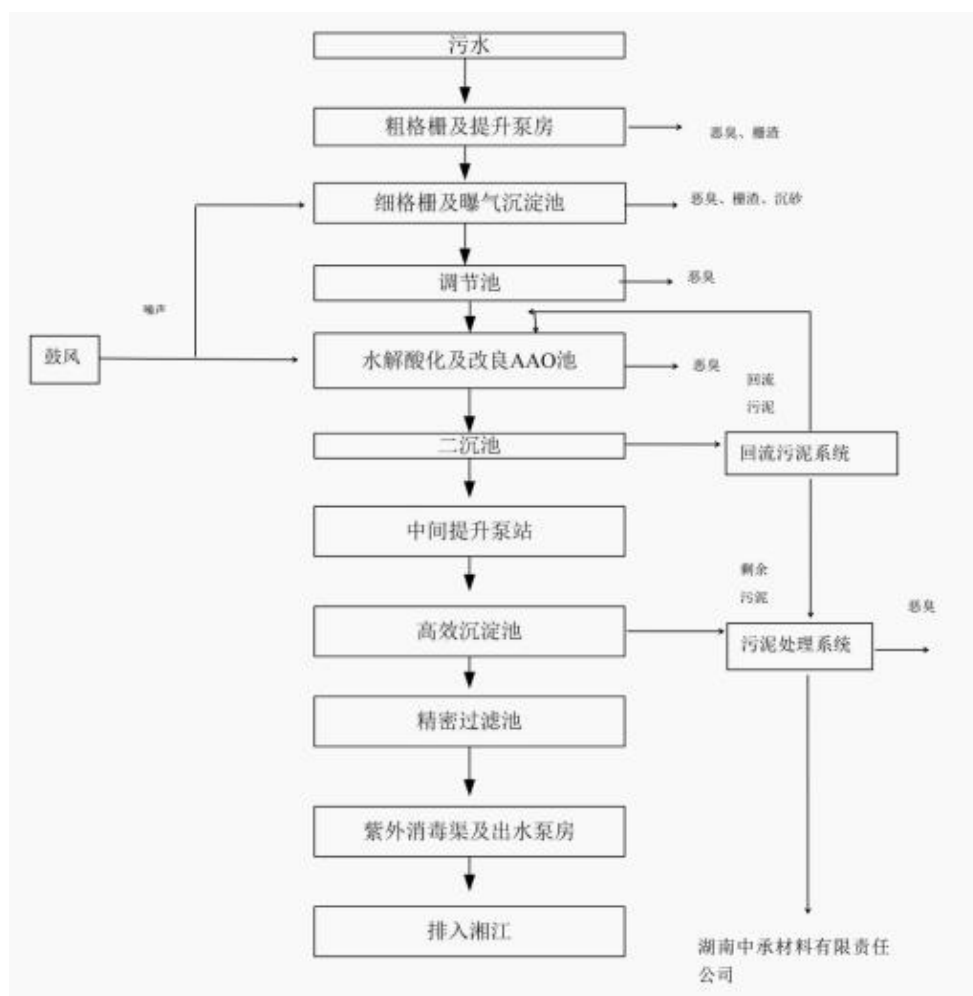 污水
粗格栅及提升泵房
恶臭、栅渣
细格栅及曝气沉淀池
恶臭、栅渣、沉砂
调节池
恶臭
噪声
鼓风
水解酸化及改良AAO池
恶臭
回流
污泥
二沉池
回流污泥系统
中间提升泵站
剩余
污泥
恶臭
高效沉淀池
污泥处理系统
精密过滤池
紫外消毒渠及出水泵房
排入湘江
湖南中承材料有限责任
公司